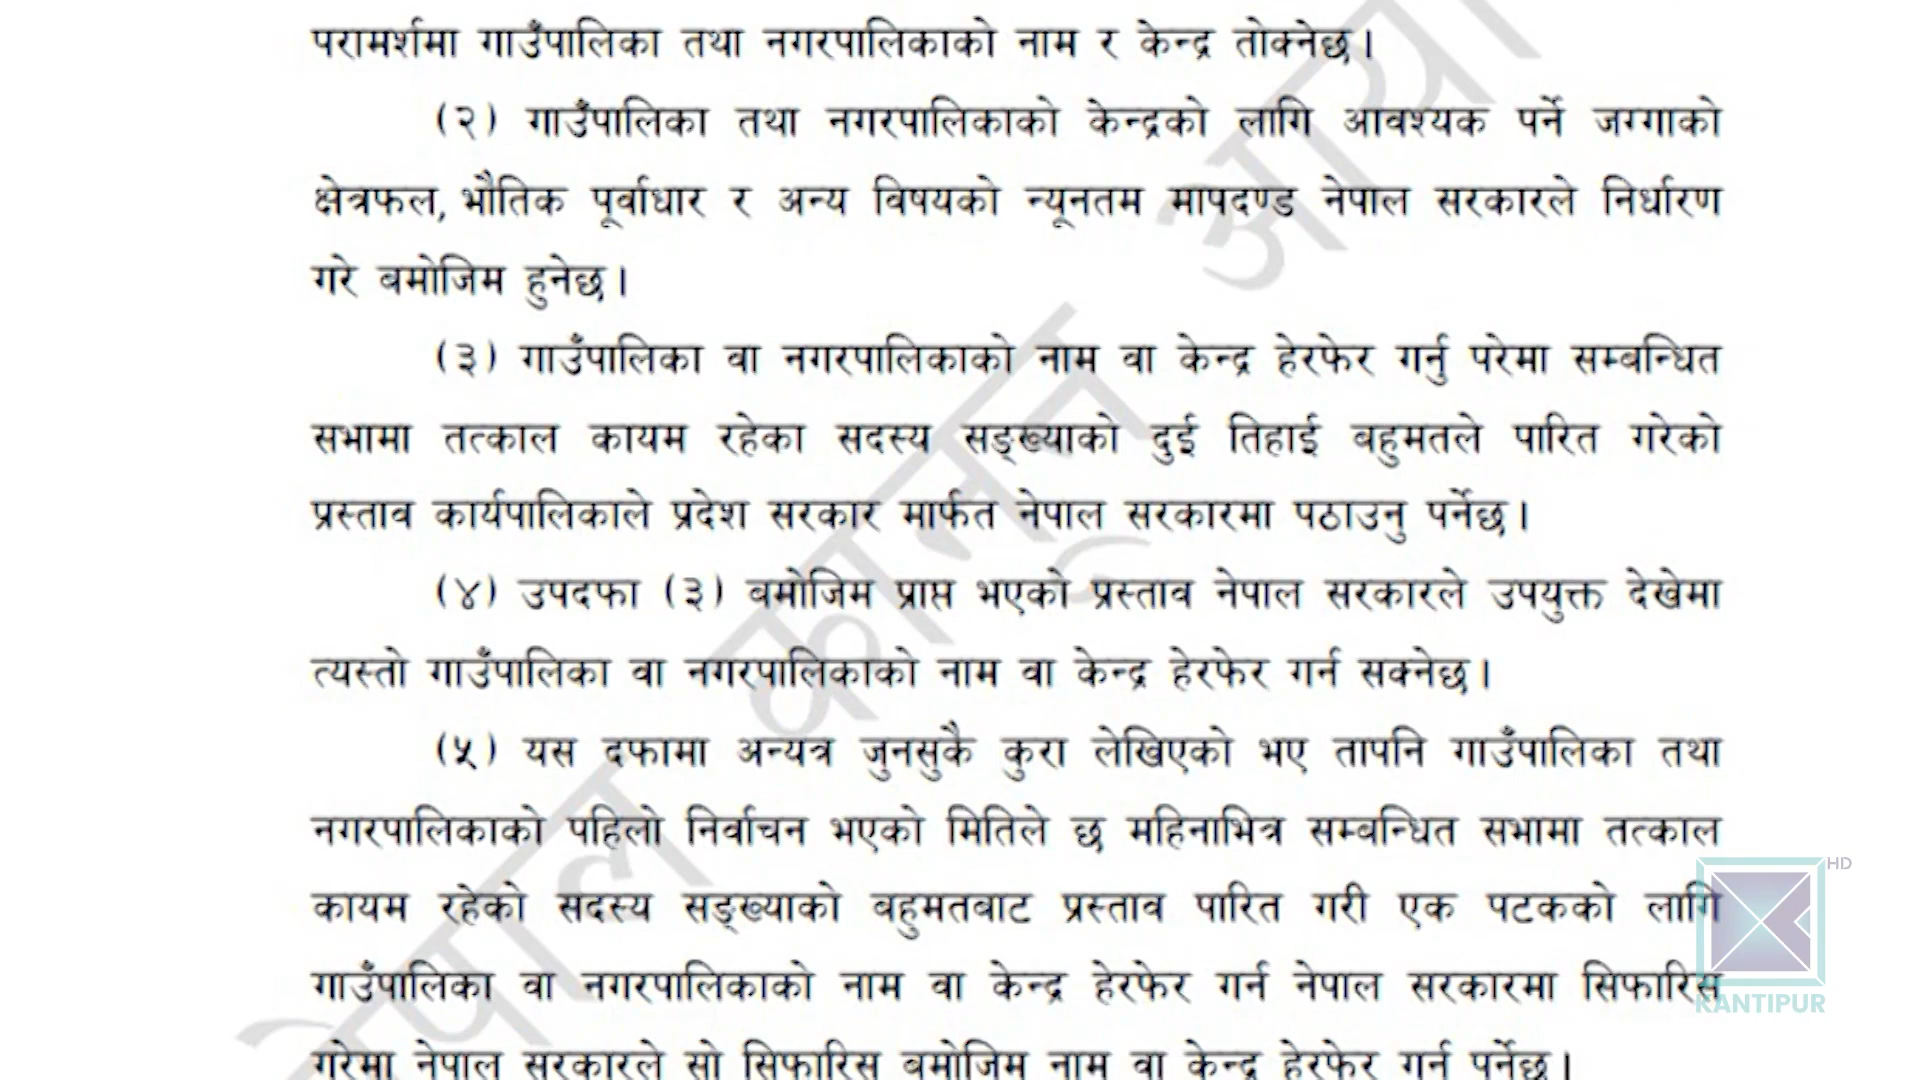 परामर्शमा गाउँपालिका तथा नगरपालिकाको नाम र केन्द्र तोक्नेछ।
(२) गाउँपालिका तथा नगरपालिकाको केन्द्रको लागि आवश्यक पर्ने जग्गाको
क्षेत्रफल, भौतिक पूर्वाधार र अन्य विषयको न्यूनतम मापदण्ड नेपाल सरकारले निर्धारण
गरे बमोजिम हुनेछ।
(३) गाउँपालिका वा नगरपालिकाको नाम वा केन्द्र हेरफेर गर्नु परेमा सम्बन्धित
सभामा तत्काल कायम रहेका सदस्य सङ्ख्याको दुई तिहाई बहुमतले पारित गरेको
प्रस्ताव कार्यपालिकाले प्रदेश सरकार मार्फत नेपाल सरकारमा पठाउनु पर्नेछ।
(४) उपदफा (३) बमोजिम प्राप्त भएको प्रस्ताव नेपाल सरकारले उपयुक्त देखेमा
त्यस्तो गाउँपालिका वा नगरपालिकाको नाम वा केन्द्र हेरफेर गर्न सक्नेछ।
(५) यस दफामा अन्यत्र जुनसुकै कुरा लेखिएको भए तापनि गाउँपालिका तथा
नगरपालिकाको पहिलो निर्वाचन भएको मितिले छ महिनाभित्र सम्बन्धित सभामा तत्काल
कायम रहेको सदस्य सङ्ख्याको बहुमतबाट प्रस्ताव पारित गरी एक पटकको लागि
गाउँपालिका वा नगरपालिकाको नाम वा केन्द्र हेरफेर गर्न नेपाल सरकारमा सिफारिस
गरेमा नेपाल सरकारले सो सिफारिस बमोजिम नाम वा केन्द्र हेरफेर गर्न पर्नेछ।
नेपाल कानून आयो
HD
KANTIPUR